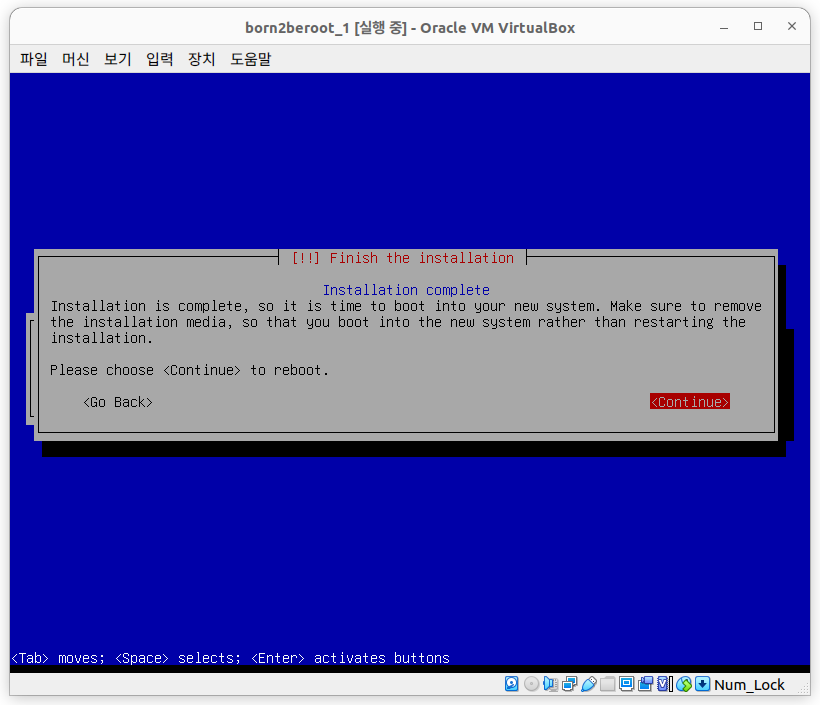 born2beroot_1 [실행 중] - Oracle VM VirtualBox
파일 머신 보기 입력 장치 도움말
[!!] Finish the installation
Installation complete
Installation is complete, so it is time to boot into your new system. Make sure to remove
the installation media, so that you boot into the new system rather than restarting the
installation.
Please choose <Continue> to reboot.
<Go Back> <Continue>
<Tab> moves; <Space> selects; <Enter> activates buttons
Num_Lock